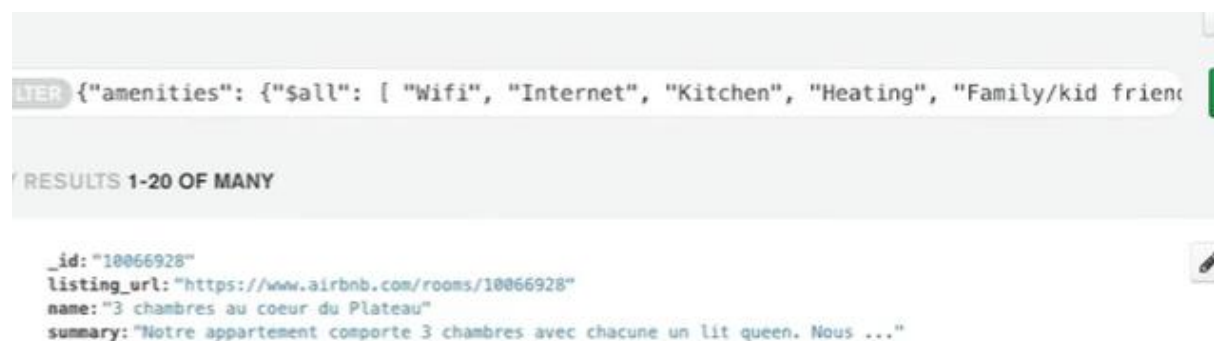 {"amenities": {"$all": [ "Wifi", "Internet", "Kitchen", "Heating", "Family/kid
RESULTS 1-20 OF MANY
_id: "10066928"
listing_url: "https://www.airbnb.com/rooms/10066928"
name: "3 chambres au coeur du Plateau"
summary: "Notre appartement comporte 3 chambres avec chacune un lit queen. Nous ..."